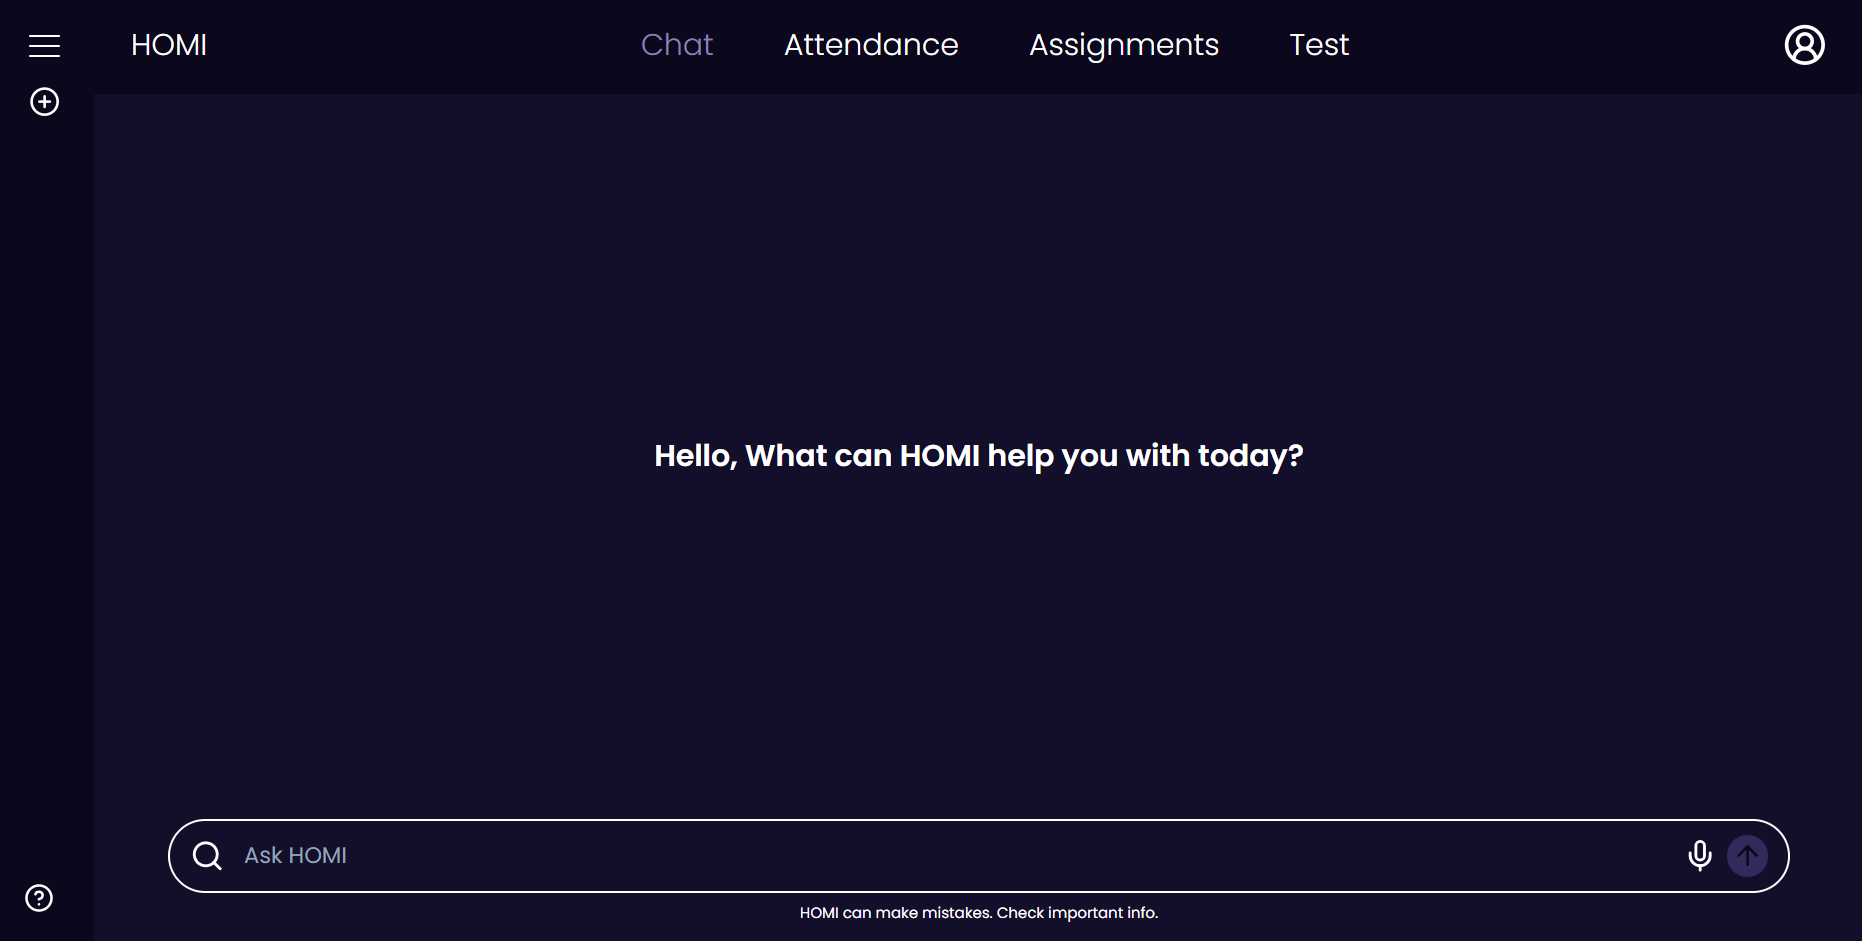 HOMI
Chat
Attendance
Assignments
Test
Hello, What can HOMI help you with today?
Ask HOMI
HOMI can make mistakes. Check important info.